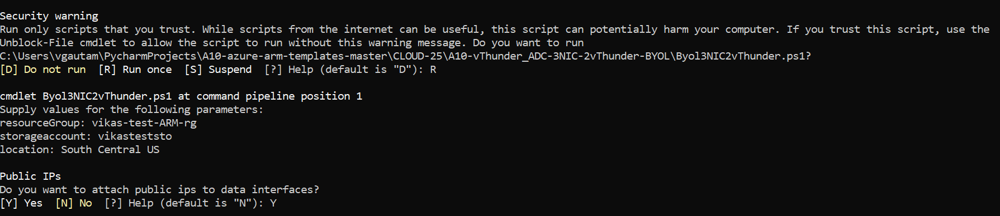 Security warning
Run only scripts that you trust. While scripts from the internet can be useful, this script can potentially harm your computer. If you trust this script, use the
Unblock-File cmdlet to allow the script to run without this warning message. Do you want to run
C:\Users\vgautam\PycharmProjects\A10-azure-arm-templates-master\CLOUD-25\A10-vThunder_ADC-3NIC-2vThunder-BYOL\Byol3NIC2vThunder.ps1?
[D] Do not run  [R] Run once  [S] Suspend  [?] Help (default is "D"): R
cmdlet Byol3NIC2vThunder.ps1 at command pipeline position 1
Supply values for the following parameters:
resourceGroup: vikas-test-ARM-rg
storageaccount: vikasteststo
location: South Central US
Public IPs
Do you want to attach public ips to data interfaces?
[Y] Yes  [N] No  [?] Help (default is "N"): Y